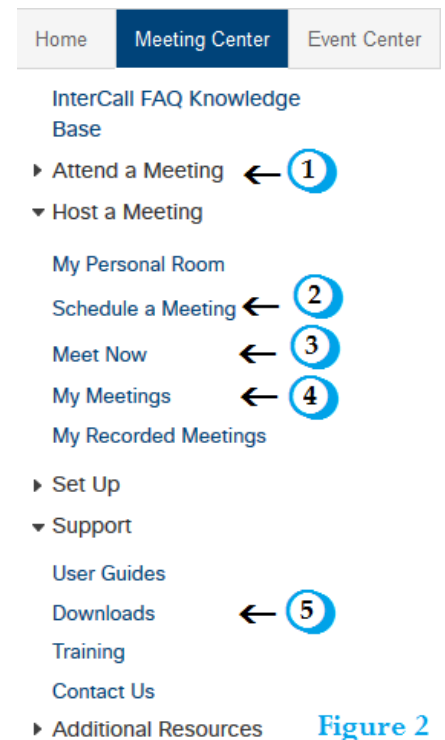 Home Meeting Center Event Center
InterCall FAQ Knowledge
Base
Attend a Meeting 1
Host a Meeting
My Personal Room
Schedule a Meeting 2
Meet Now 3
My Meetings 4
My Recorded Meetings
Set Up
Support
User Guides
Downloads 5
Training
Contact Us
Additional Resources Figure 2